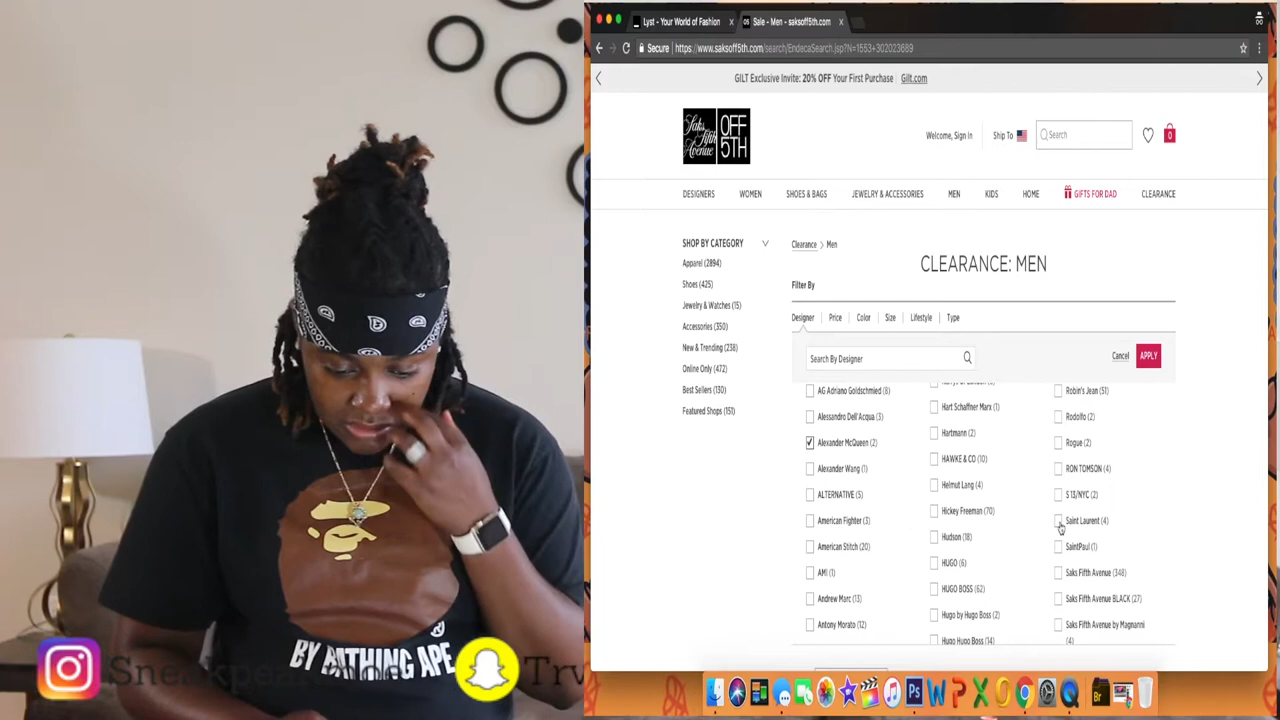 Lyst - Your World of Fashion
Sale - Men - saksoff5th.com
Secure https://www.saksoff5th.com/search/EndecaSearch.jsp?N=1553+302023689
GILT Exclusive Invite: 20% OFF Your First Purchase | Gilt.com
Saks Fifth Avenue OFF 5TH
Welcome, Sign In
Ship To
Search
0
DESIGNERS WOMEN SHOES & BAGS JEWELRY & ACCESSORIES MEN KIDS HOME GIFTS FOR DAD CLEARANCE
SHOP BY CATEGORY
Apparel (2894)
Shoes (425)
Jewelry & Watches (15)
Accessories (350)
New & Trending (238)
Online Only (472)
Best Sellers (130)
Featured Shops (151)
Clearance > Men
CLEARANCE: MEN
Filter By
Designer Price Color Size Lifestyle Type
Search By Designer
Cancel APPLY
AG Adriano Goldschmied (8)
Alessandro Dell'Acqua (3)
Alexander McQueen (2)
Alexander Wang (1)
ALTERNATIVE (5)
American Fighter (3)
American Stitch (20)
AMI (1)
Andrew Marc (13)
Antony Morato (12)
Hart Schaffner Marx (1)
Hartmann (2)
HAWKE & CO (10)
Helmut Lang (4)
Hickey Freeman (70)
Hudson (18)
HUGO (6)
HUGO BOSS (62)
Hugo by Hugo Boss (2)
Hugo Hugo Boss (14)
Robin's Jean (51)
Rodolfo (2)
Rogue (2)
RON TOMSON (4)
S 13/NYC (2)
Saint Laurent (4)
SaintPaul (1)
Saks Fifth Avenue (348)
Saks Fifth Avenue BLACK (27)
Saks Fifth Avenue by Magnanni
(4)
BY BATHING APE
Trv
Ps
Br